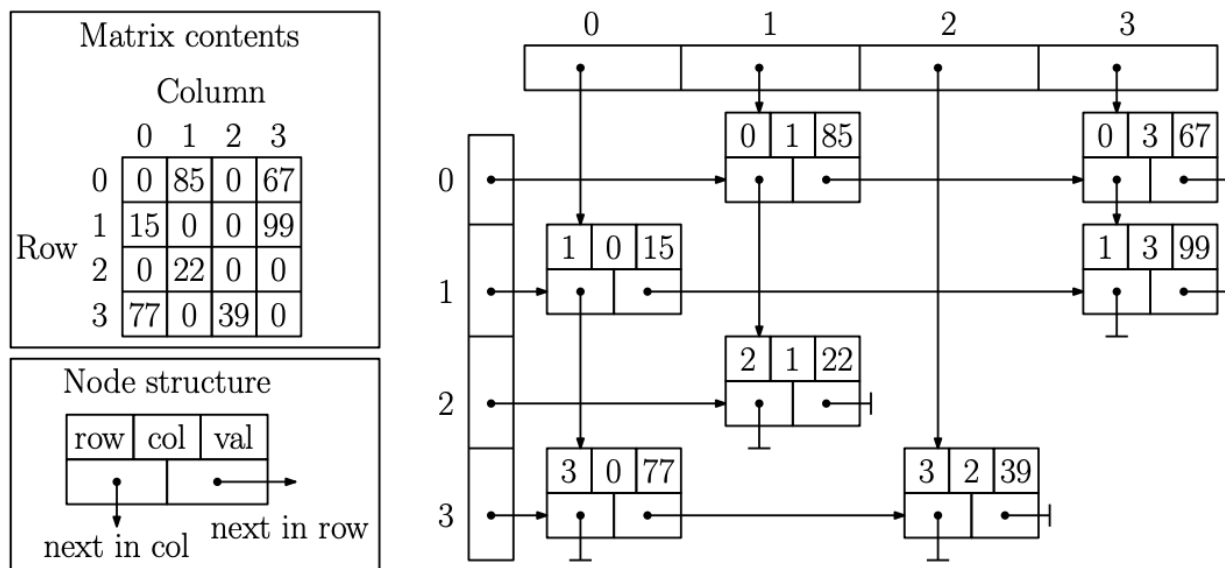 Matrix contents
Column
0 1 2 3
0 0 85 0 67
1 15 0 0 99
Row
2 0 22 0 0
3 77 0 39 0
Node structure
row col val
next in row
next in col
0 1 2 3
0 1 85 0 3 67
0
1 0 15 1 3 99
1
2 1 22
2
3 0 77 3 2 39
3